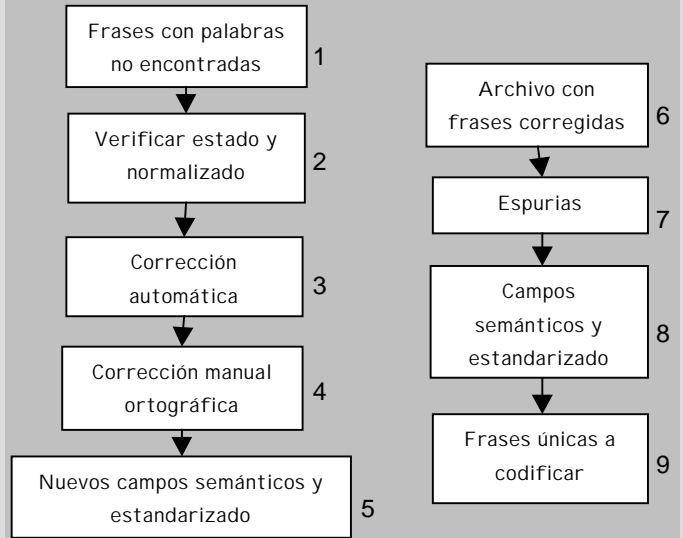 Frases con palabras
no encontradas
1
Verificar estado y
normalizado
2
Corrección
automática
3
Corrección manual
ortográfica
4
Nuevos campos semánticos y
estandarizado
5
Archivo con
frases corregidas
6
Espurias
7
Campos
semánticos y
estandarizado
8
Frases únicas a
codificar
9